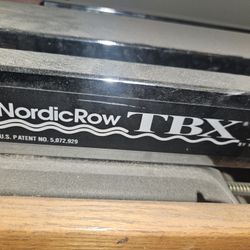 NordicRow TBX
U.S. PATENT NO. 5,072,929